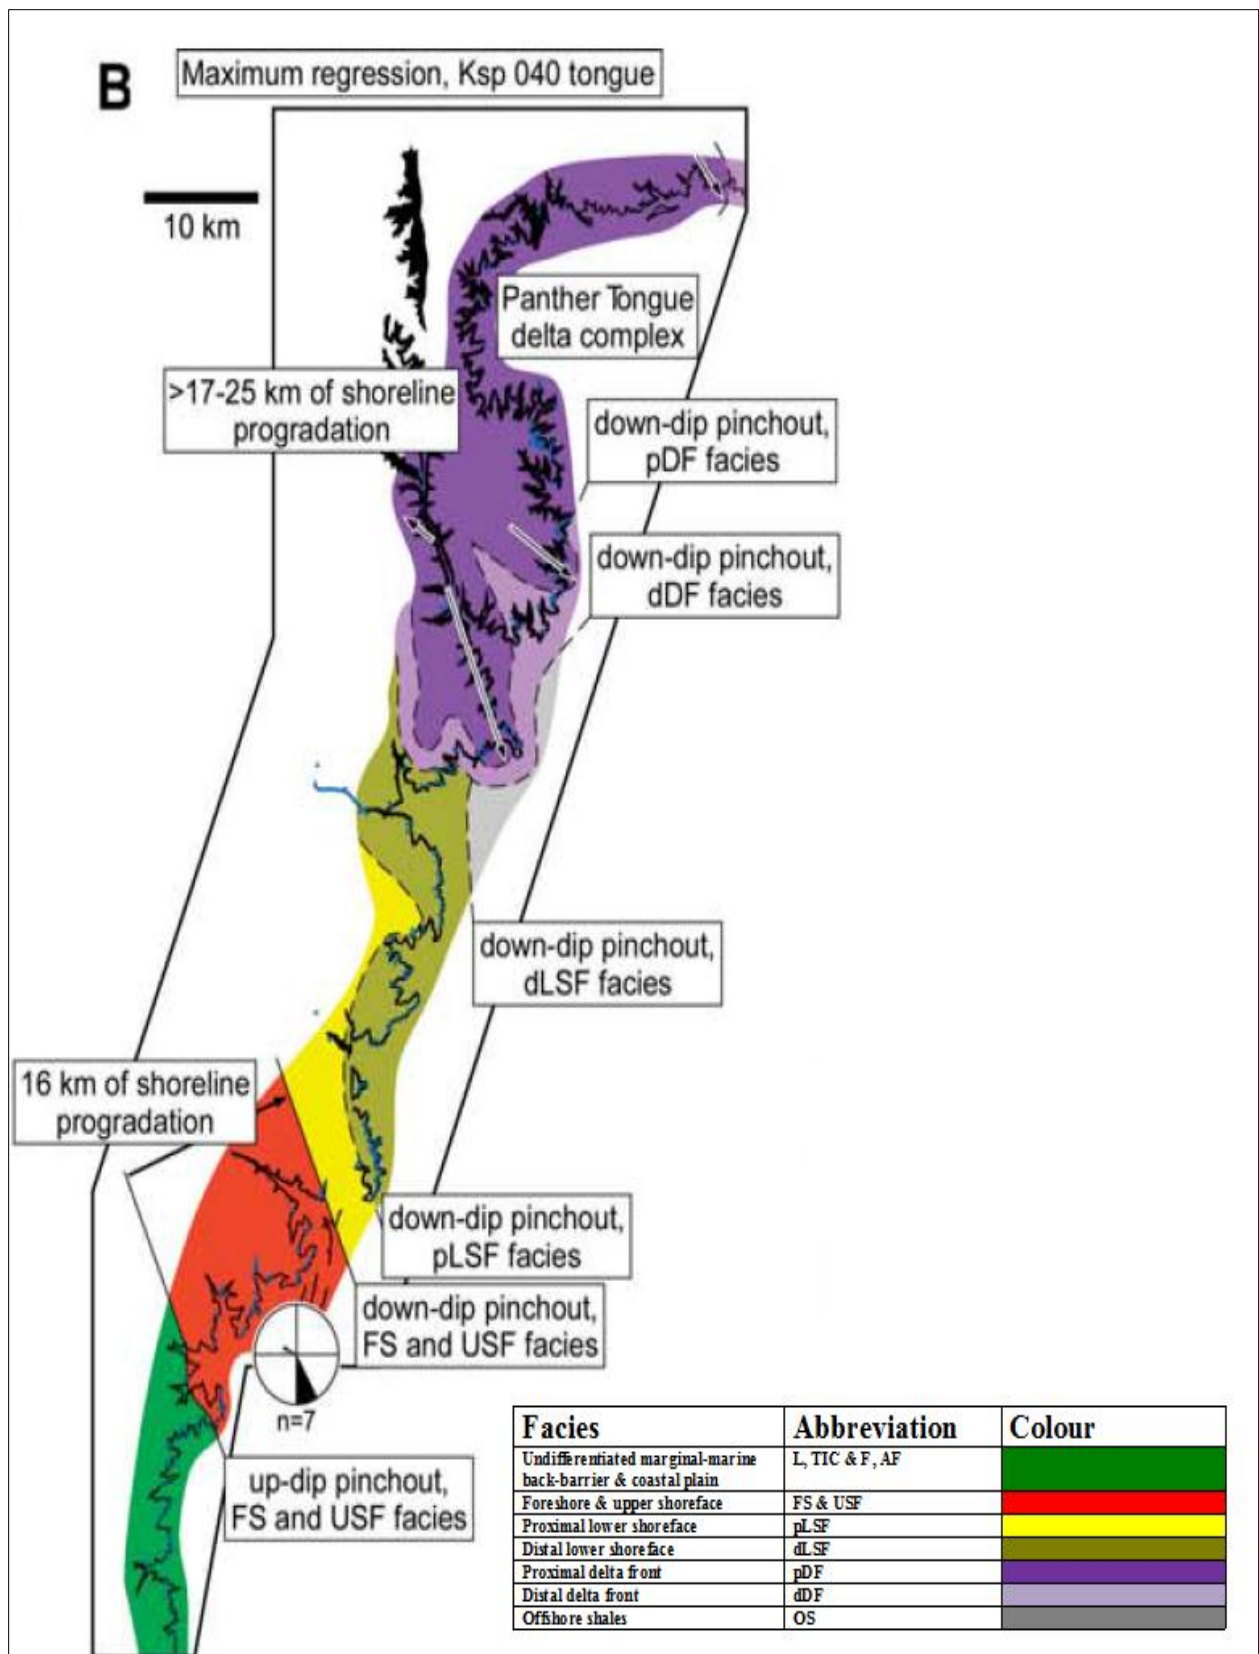 B
Maximum regression, Ksp 040 tongue
10 km
Panther Tongue
delta complex
>17-25 km of shoreline
progradation
down-dip pinchout,
pDF facies
down-dip pinchout,
dDF facies
down-dip pinchout,
dLSF facies
16 km of shoreline
progradation
down-dip pinchout,
pLSF facies
down-dip pinchout,
FS and USF facies
n=7
up-dip pinchout,
FS and USF facies
Facies Abbreviation Colour
Undifferentiated marginal-marine L, TIC & F, AF
back-barrier & coastal plain
Foreshore & upper shoreface FS & USF
Proximal lower shoreface pLSF
Distal lower shoreface dLSF
Proximal delta front pDF
Distal delta front dDF
Offshore shales OS